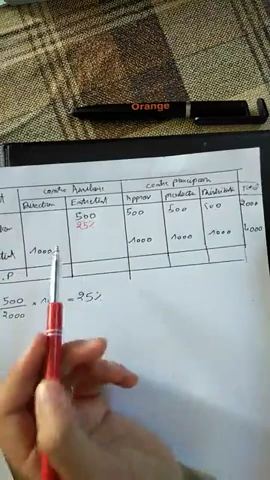 Orange
centre Auxiliaire centre principaux
Direction Entretien Approv production Distribution Total
500 500 500 500 2000
25%
1000 1000 1000 1000 4000
.P
500/2000 × = 25%